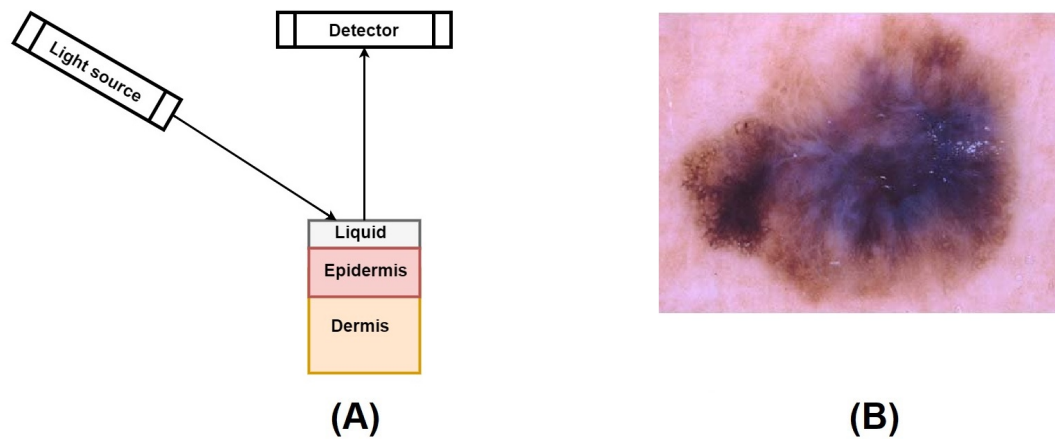 Light source
Detector
Liquid
Epidermis
Dermis
(A)
(B)